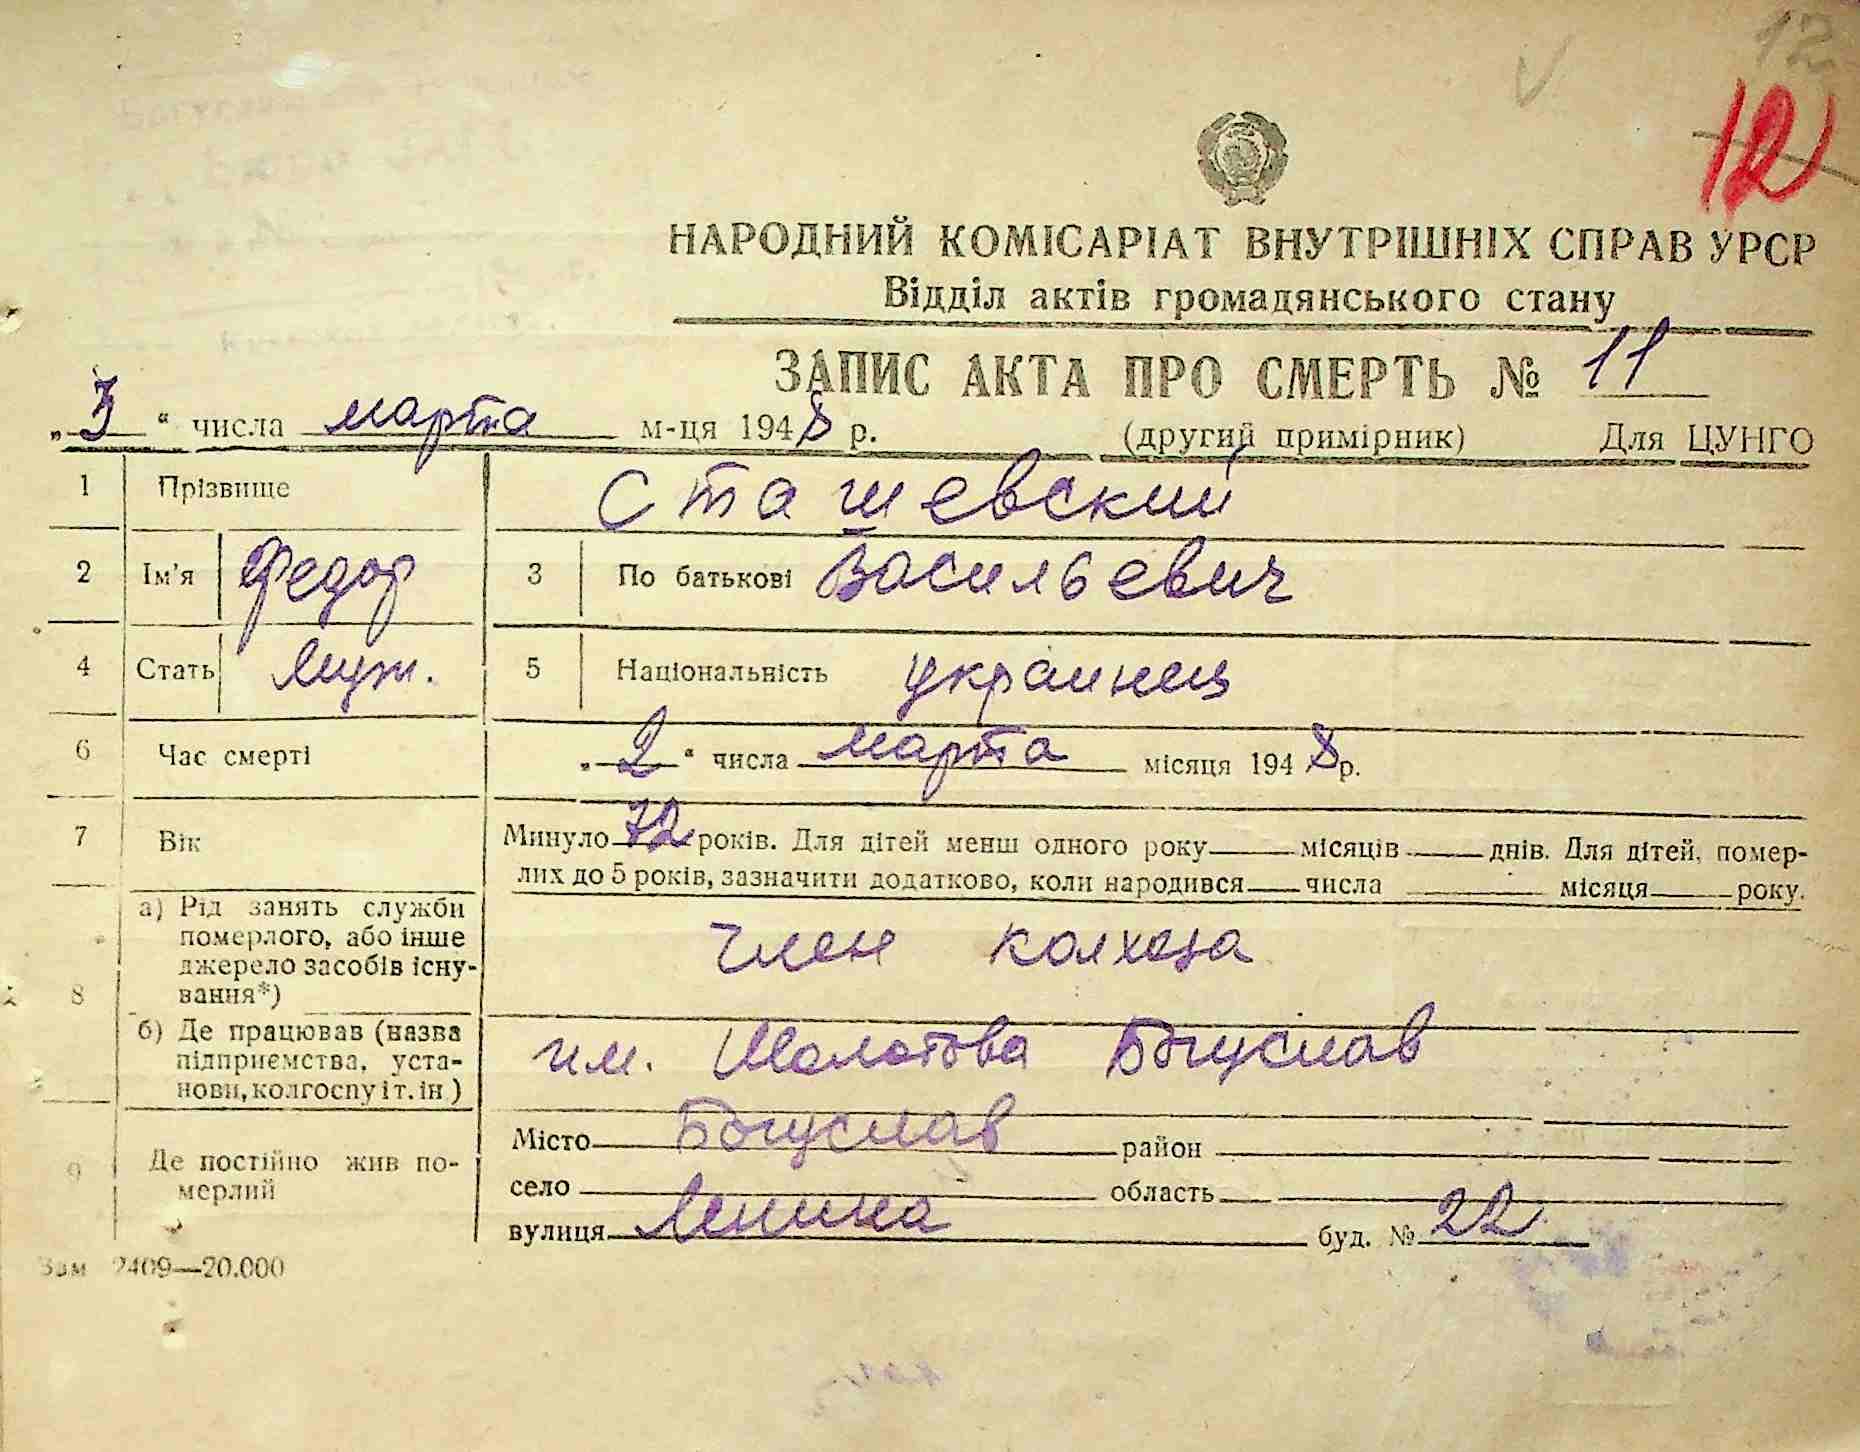 12
12
НАРОДНИЙ КОМІСАРІАТ ВНУТРІШНІХ СПРАВ УРСР
Відділ актів громадянського стану
ЗАПИС АКТА ПРО СМЕРТЬ № 11
„3“ числа марта м-ця 1948 р. (другий примірник) Для ЦУНГО
1 Прізвище Сташевский
2 Ім'я Федор 3 По батькові Васильевич
4 Стать муж. 5 Національність украинец
6 Час смерті „2“ числа марта місяця 1948 р.
7 Вік Минуло 72 років. Для дітей менш одного року місяців днів. Для дітей, помер-
лих до 5 років, зазначити додатково, коли народився числа місяця року.
8 а) Рід занять служби
померлого, або інше
джерело засобів існу-
вання*)
член колхоза
б) Де працював (назва
підприємства, уста-
нови, колгоспу і т. ін)
им. Молотова Богуслав
9 Де постійно жив по-
мерлий
Місто Богуслав район
село область
вулиця Ленина буд. № 22
Зам 2409—20.000